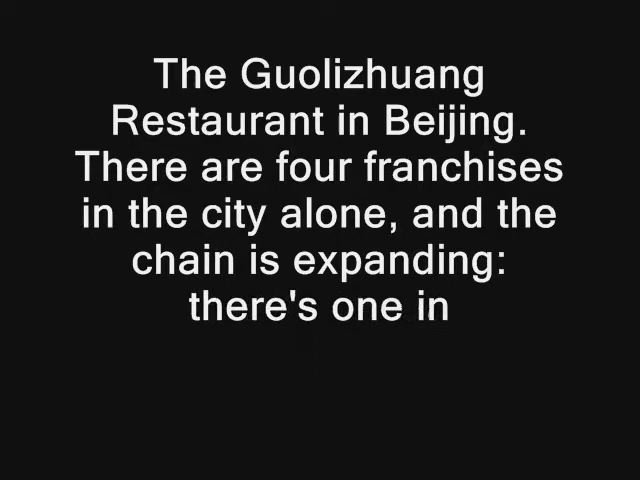 The Guolizhuang
Restaurant in Beijing.
There are four franchises
in the city alone, and the
chain is expanding:
there's one in